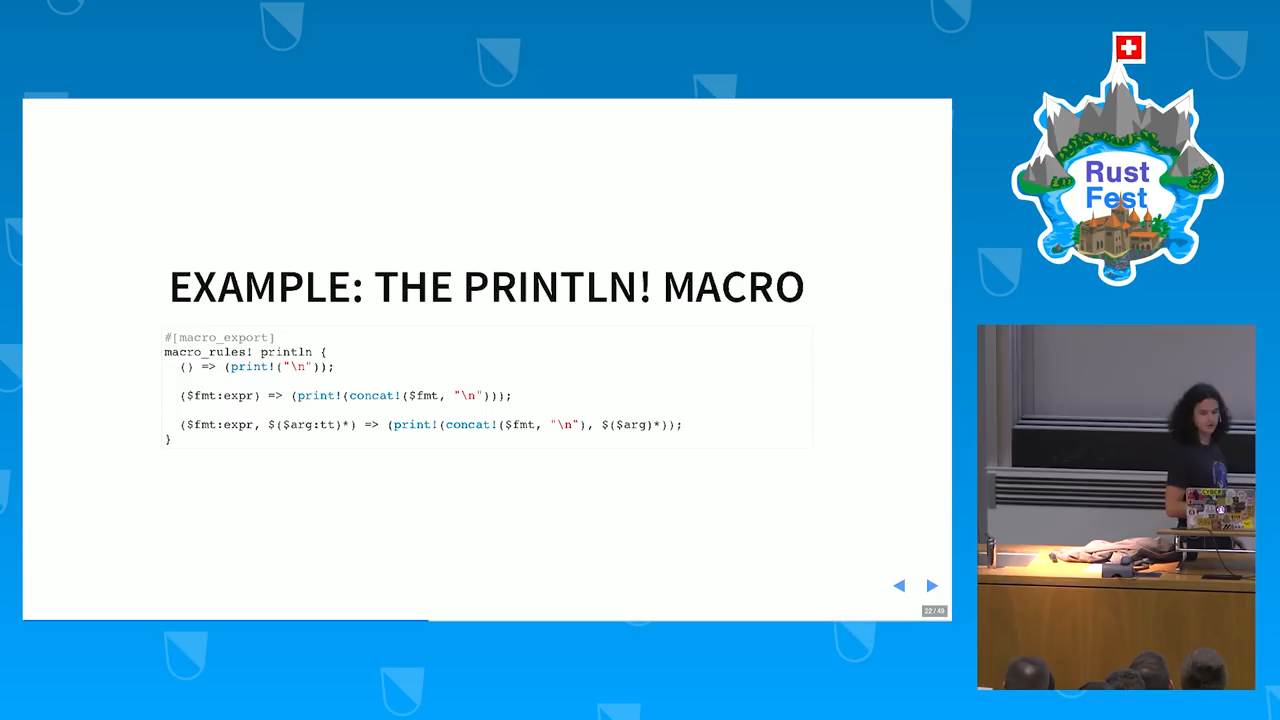 EXAMPLE: THE PRINTLN! MACRO
#[macro_export]
macro_rules! println {
  () => (print!("\n"));
  ($fmt:expr) => (print!(concat!($fmt, "\n")));
  ($fmt:expr, $($arg:tt)*) => (print!(concat!($fmt, "\n"), $($arg)*));
}
22 / 49
Rust
Fest